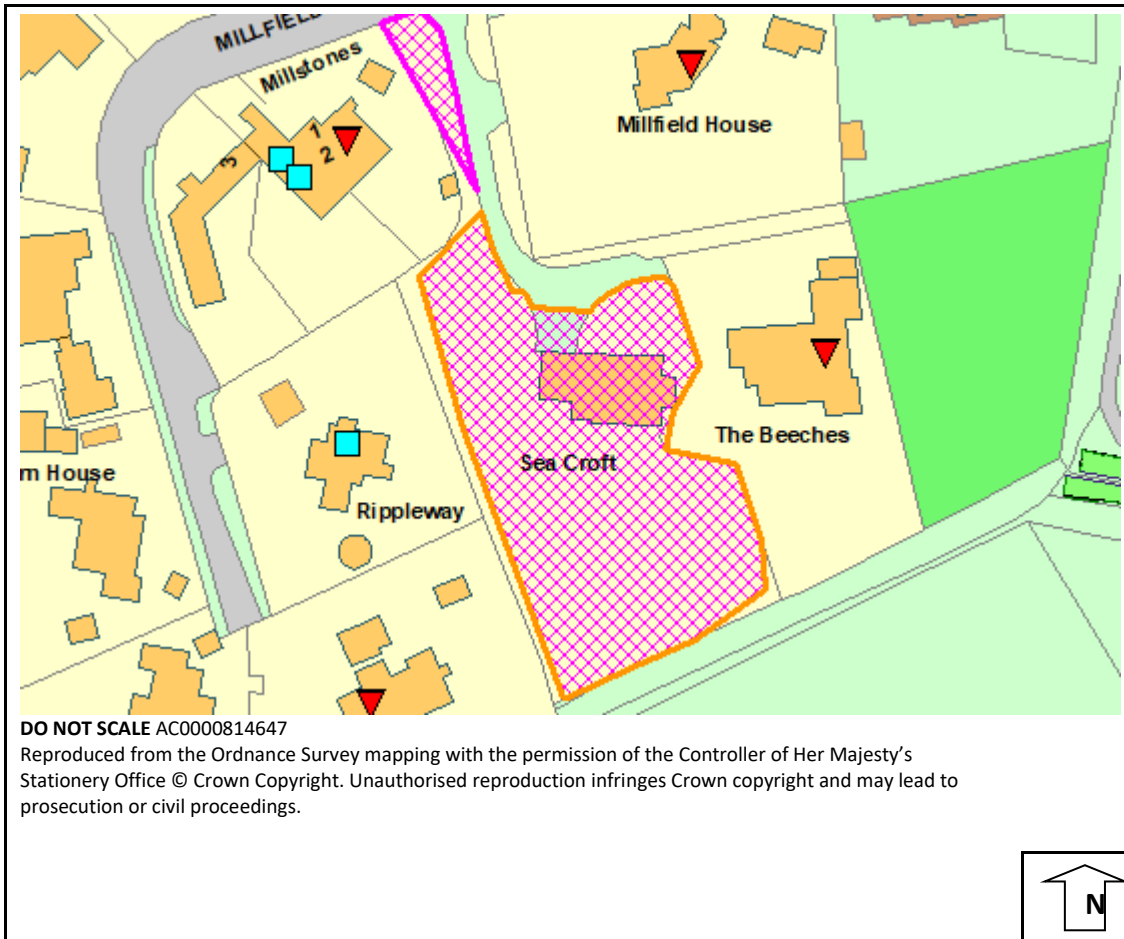 MILLFIEL
Millstones
Millfield House
1
2
3
The Beeches
Sea Croft
rn House
Rippleway
DO NOT SCALE AC0000814647
Reproduced from the Ordnance Survey mapping with the permission of the Controller of Her Majesty's
Stationery Office © Crown Copyright. Unauthorised reproduction infringes Crown copyright and may lead to
prosecution or civil proceedings.
N